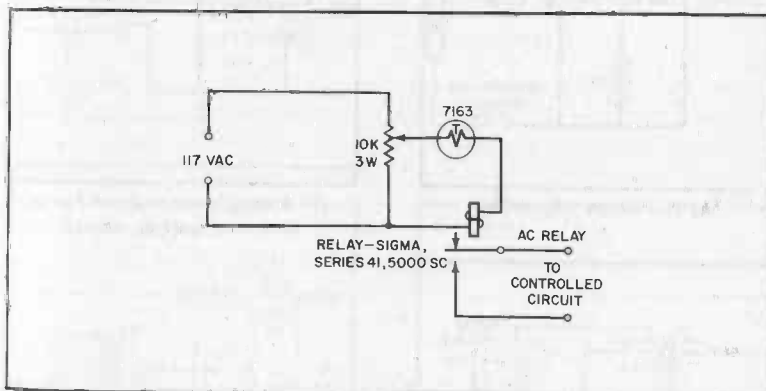 7163
T
10K
3W
117 VAC
RELAY-SIGMA,
SERIES 41, 5000 SC
AC RELAY
TO
CONTROLLED
CIRCUIT